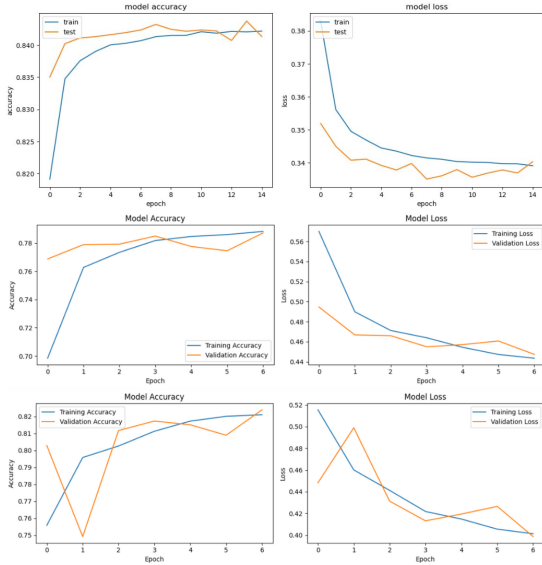 model accuracy
train
test
0.840
0.835
0.830
0.825
0.820
accuracy
0 2 4 6 8 10 12 14
epoch
model loss
train
test
0.38
0.37
0.36
0.35
0.34
loss
0 2 4 6 8 10 12 14
epoch
Model Accuracy
0.78
0.76
0.74
0.72
0.70
Accuracy
Training Accuracy
Validation Accuracy
0 1 2 3 4 5 6
Epoch
Model Loss
Training Loss
Validation Loss
0.56
0.54
0.52
0.50
0.48
0.46
0.44
Loss
0 1 2 3 4 5 6
Epoch
Model Accuracy
Training Accuracy
Validation Accuracy
0.82
0.81
0.80
0.79
0.78
0.77
0.76
0.75
Accuracy
0 1 2 3 4 5 6
Epoch
Model Loss
Training Loss
Validation Loss
0.52
0.50
0.48
0.46
0.44
0.42
0.40
Loss
0 1 2 3 4 5 6
Epoch